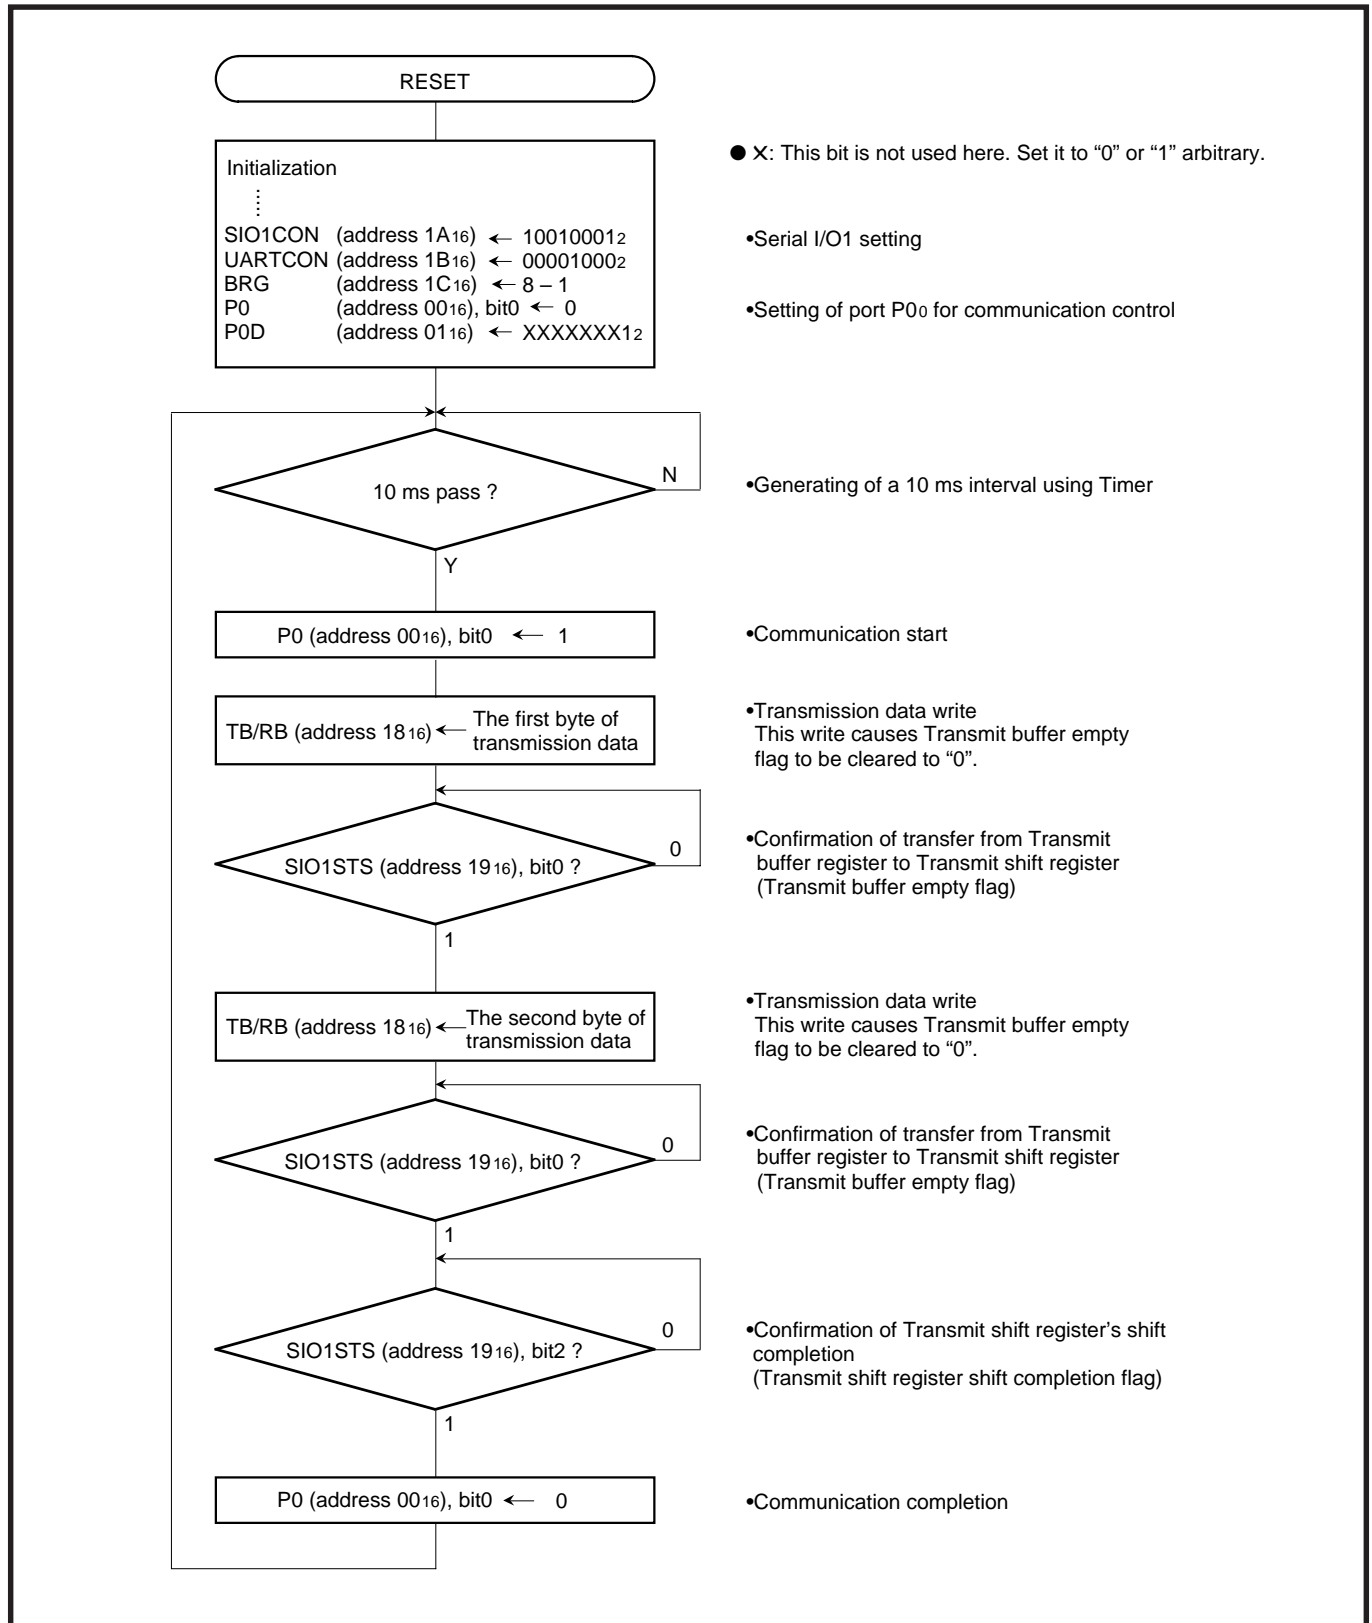 RESET
Initialization
● ✕: This bit is not used here. Set it to “0” or “1” arbitrary.
SIO1CON (address 1A16) ← 100100012
•Serial I/O1 setting
UARTCON (address 1B16) ← 000010002
BRG (address 1C16) ← 8 – 1
P0 (address 0016), bit0 ← 0
•Setting of port P00 for communication control
P0D (address 0116) ← XXXXXXX12
10 ms pass ?
N
•Generating of a 10 ms interval using Timer
Y
P0 (address 0016), bit0 ← 1
•Communication start
TB/RB (address 1816) ← The first byte of
transmission data
•Transmission data write
This write causes Transmit buffer empty
flag to be cleared to “0”.
SIO1STS (address 1916), bit0 ?
0
1
•Confirmation of transfer from Transmit
buffer register to Transmit shift register
(Transmit buffer empty flag)
TB/RB (address 1816) ← The second byte of
transmission data
•Transmission data write
This write causes Transmit buffer empty
flag to be cleared to “0”.
SIO1STS (address 1916), bit0 ?
0
1
•Confirmation of transfer from Transmit
buffer register to Transmit shift register
(Transmit buffer empty flag)
SIO1STS (address 1916), bit2 ?
0
1
•Confirmation of Transmit shift register’s shift
completion
(Transmit shift register shift completion flag)
P0 (address 0016), bit0 ← 0
•Communication completion